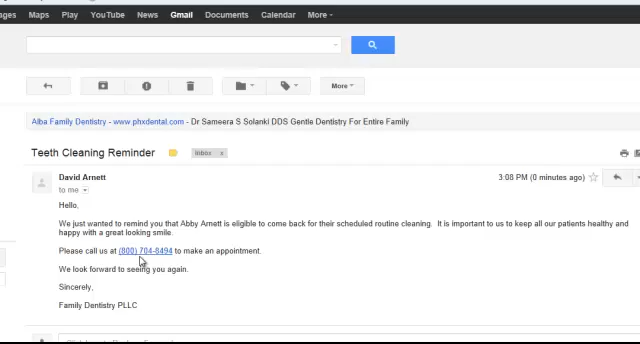 Maps Play YouTube News Gmail Documents Calendar More
More
Alba Family Dentistry - www.phxdental.com - Dr Sameera S Solanki DDS Gentle Dentistry For Entire Family
Teeth Cleaning Reminder Inbox x
David Arnett 3:08 PM (0 minutes ago)
to me
Hello,
We just wanted to remind you that Abby Arnett is eligible to come back for their scheduled routine cleaning. It is important to us to keep all our patients healthy and
happy with a great looking smile.
Please call us at (800) 704-8494 to make an appointment.
We look forward to seeing you again.
Sincerely,
Family Dentistry PLLC